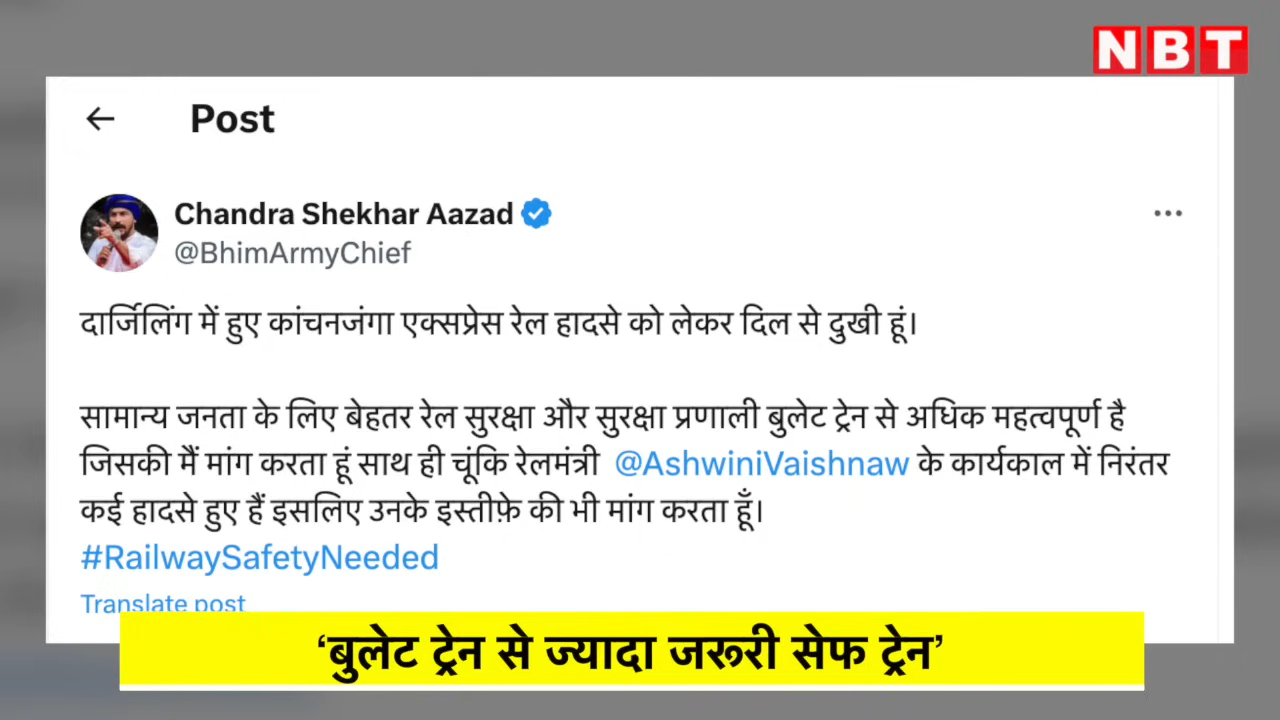 NBT
← Post
Chandra Shekhar Aazad
@BhimArmyChief
दार्जिलिंग में हुए कांचनजंगा एक्सप्रेस रेल हादसे को लेकर दिल से दुखी हूं।
सामान्य जनता के लिए बेहतर रेल सुरक्षा और सुरक्षा प्रणाली बुलेट ट्रेन से अधिक महत्वपूर्ण है
जिसकी मैं मांग करता हूं साथ ही चूंकि रेलमंत्री @AshwiniVaishnaw के कार्यकाल में निरंतर
कई हादसे हुए हैं इसलिए उनके इस्तीफ़े की भी मांग करता हूँ।
#RailwaySafetyNeeded
Translate post
‘बुलेट ट्रेन से ज्यादा जरूरी सेफ ट्रेन’